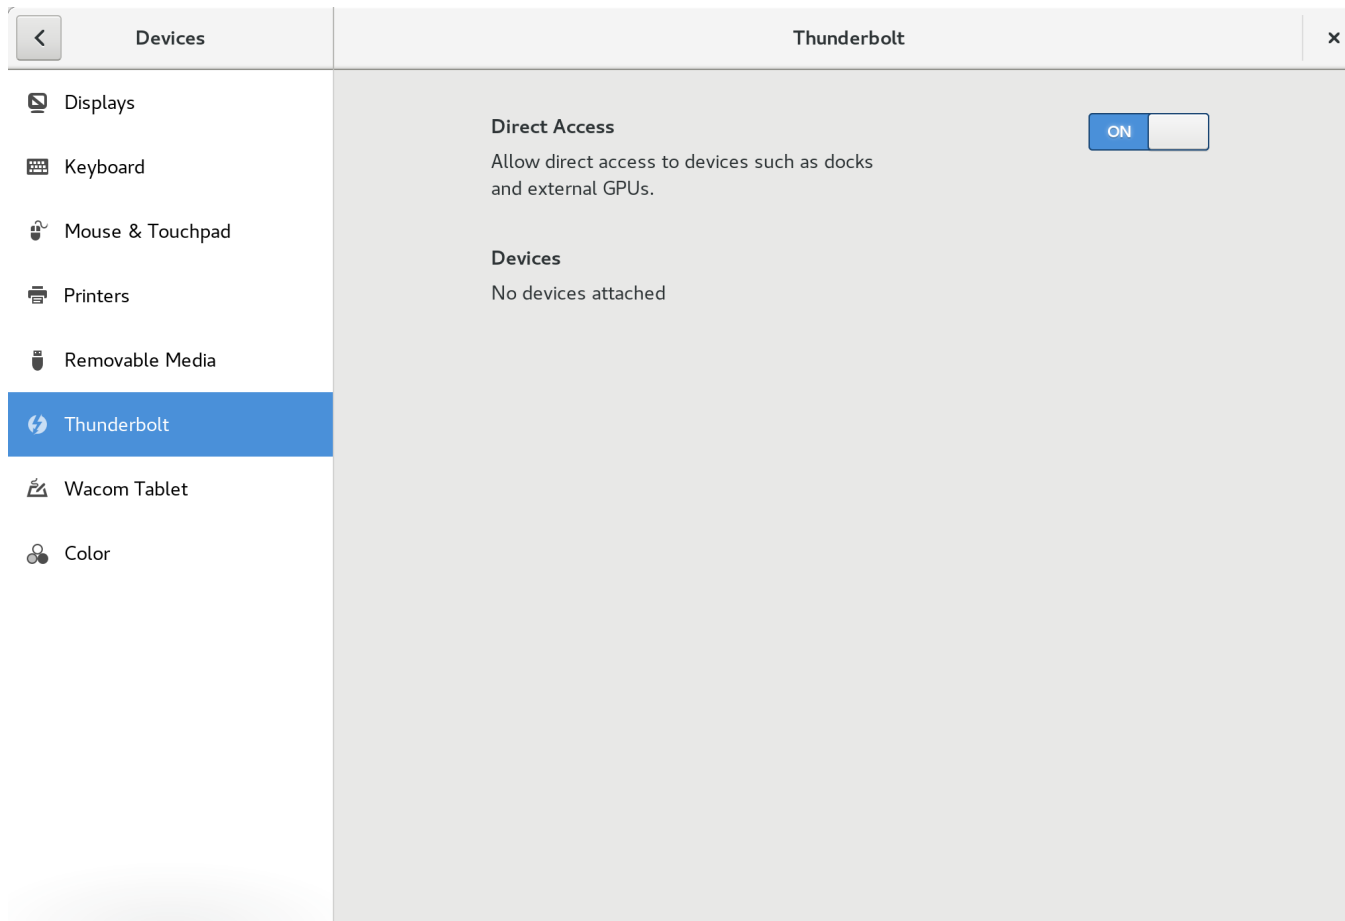 Devices
Thunderbolt
Displays
Keyboard
Mouse & Touchpad
Printers
Removable Media
Thunderbolt
Wacom Tablet
Color
Direct Access
ON
Allow direct access to devices such as docks
and external GPUs.
Devices
No devices attached